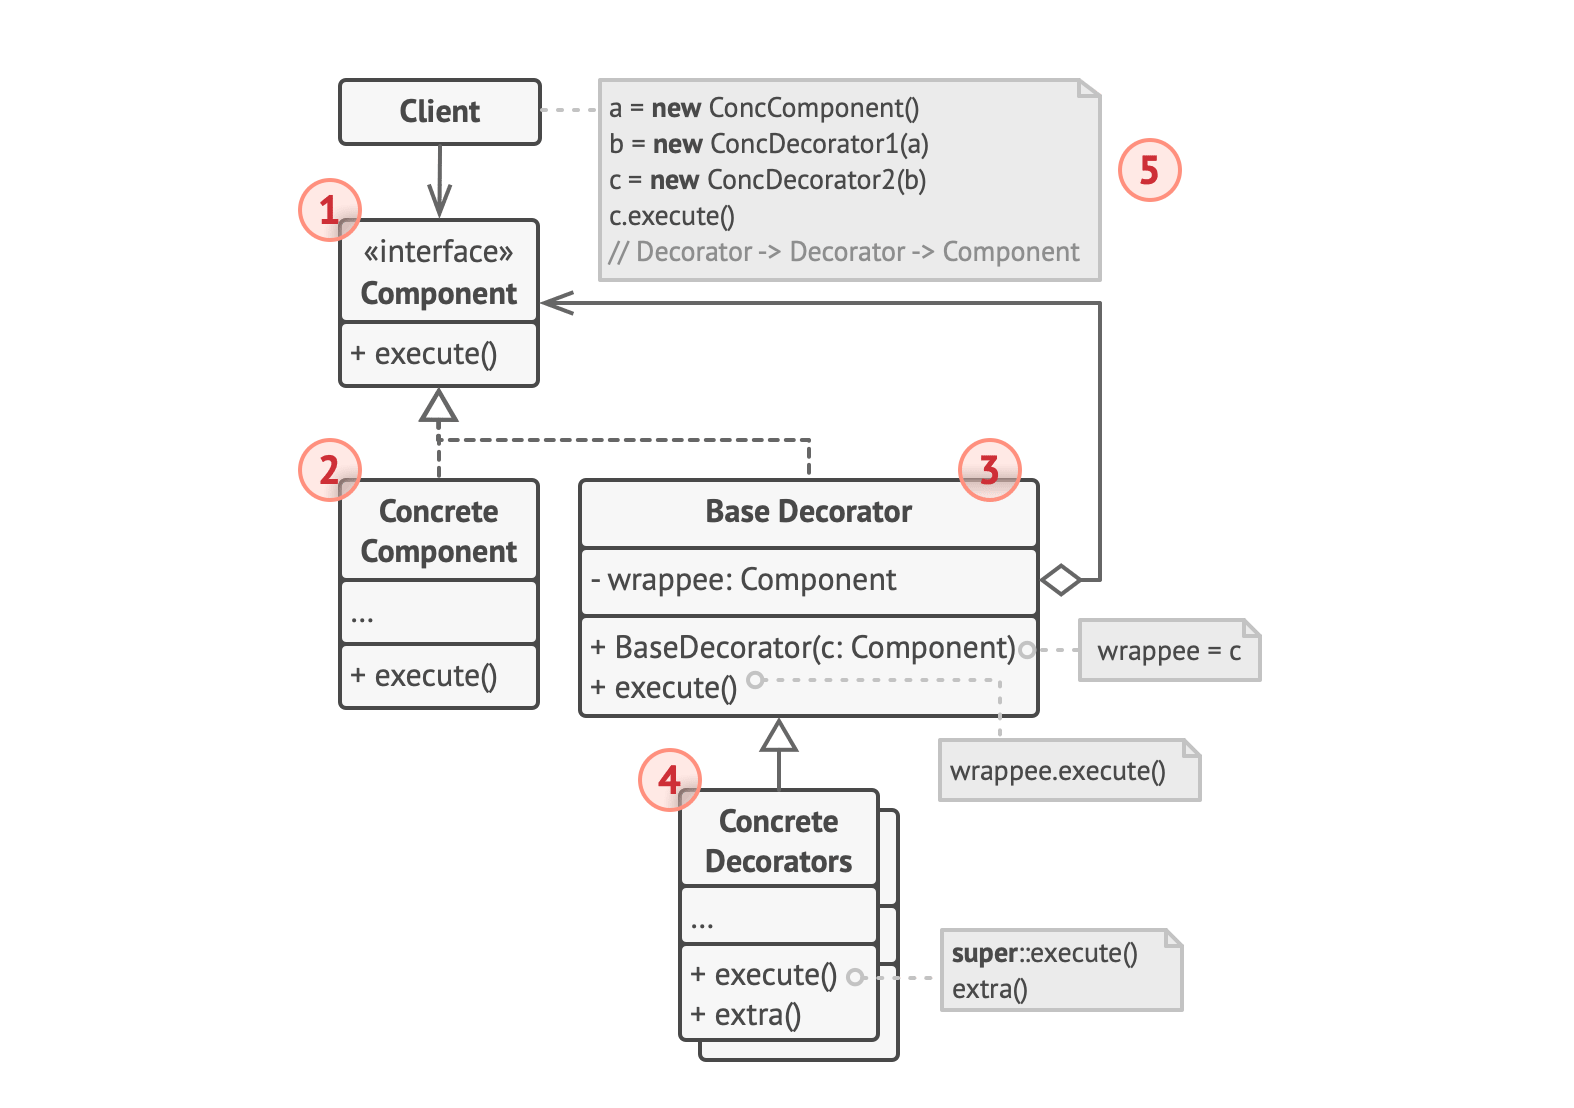 Client
a = new ConcComponent()
b = new ConcDecorator1(a)
c = new ConcDecorator2(b)
c.execute()
// Decorator -> Decorator -> Component
5
1
«interface»
Component
+ execute()
2
Concrete
Component
...
+ execute()
3
Base Decorator
- wrappee: Component
+ BaseDecorator(c: Component)
+ execute()
wrappee = c
wrappee.execute()
4
Concrete
Decorators
...
+ execute()
+ extra()
super::execute()
extra()